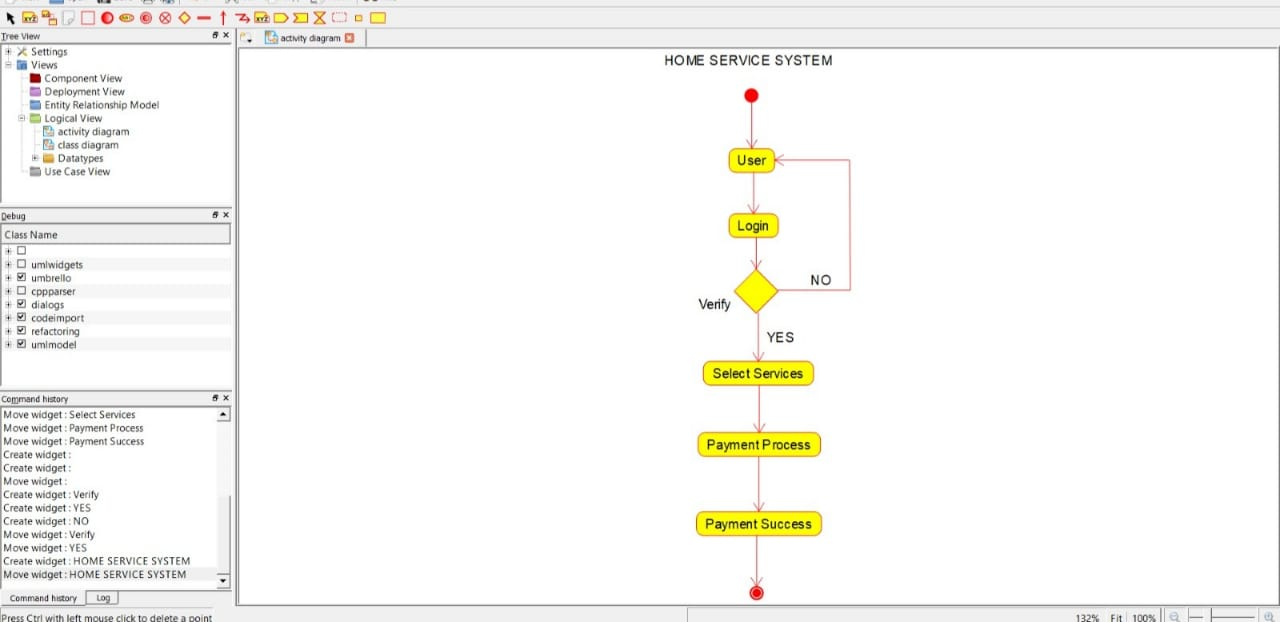 Tree View
activity diagram
Settings
Views
Component View
Deployment View
Entity Relationship Model
Logical View
activity diagram
class diagram
Datatypes
Use Case View
Debug
Class Name
umlwidgets
umbrello
cppparser
dialogs
codeimport
refactoring
umlmodel
Command history
Move widget : Select Services
Move widget : Payment Process
Move widget : Payment Success
Create widget :
Create widget :
Move widget :
Create widget : Verify
Create widget : YES
Create widget : NO
Move widget : Verify
Move widget : YES
Create widget : HOME SERVICE SYSTEM
Move widget : HOME SERVICE SYSTEM
Command history Log
Press Ctrl with left mouse click to delete a point
HOME SERVICE SYSTEM
User
Login
NO
Verify
YES
Select Services
Payment Process
Payment Success
132% Fit 100%